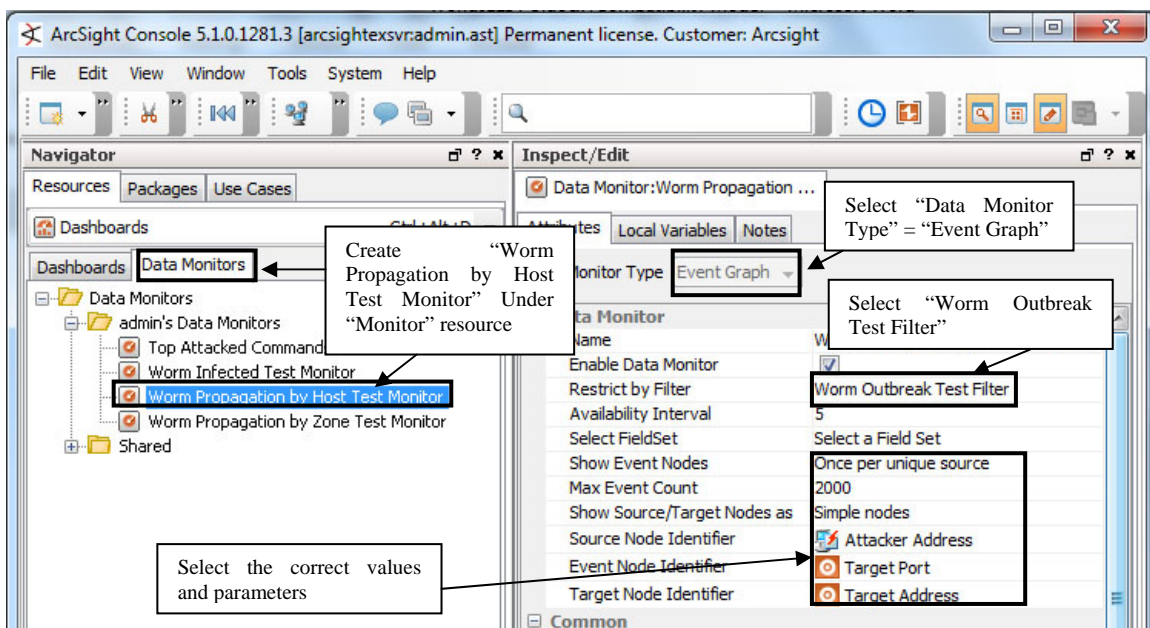 ArcSight Console 5.1.0.1281.3 [arcsightexsvr:admin.ast] Permanent license. Customer: Arcsight
File Edit View Window Tools System Help
Navigator
Inspect/Edit
Resources Packages Use Cases
Data Monitor:Worm Propagation ...
Dashboards
Select “Data Monitor
Type” = “Event Graph”
Local Variables Notes
Dashboards Data Monitors
Create “Worm
Propagation by Host
Test Monitor” Under
“Monitor” resource
Monitor Type Event Graph
Data Monitors
admin's Data Monitors
Top Attacked
Worm Infected Test Monitor
Worm Propagation by Host Test Monitor
Worm Propagation by Zone Test Monitor
Shared
Select “Worm Outbreak
Test Filter”
Monitor
Name
Enable Data Monitor
Restrict by Filter Worm Outbreak Test Filter
Availability Interval 5
Select FieldSet Select a Field Set
Show Event Nodes Once per unique source
Max Event Count 2000
Show Source/Target Nodes as Simple nodes
Source Node Identifier Attacker Address
Event Node Identifier Target Port
Target Node Identifier Target Address
Common
Select the correct values
and parameters